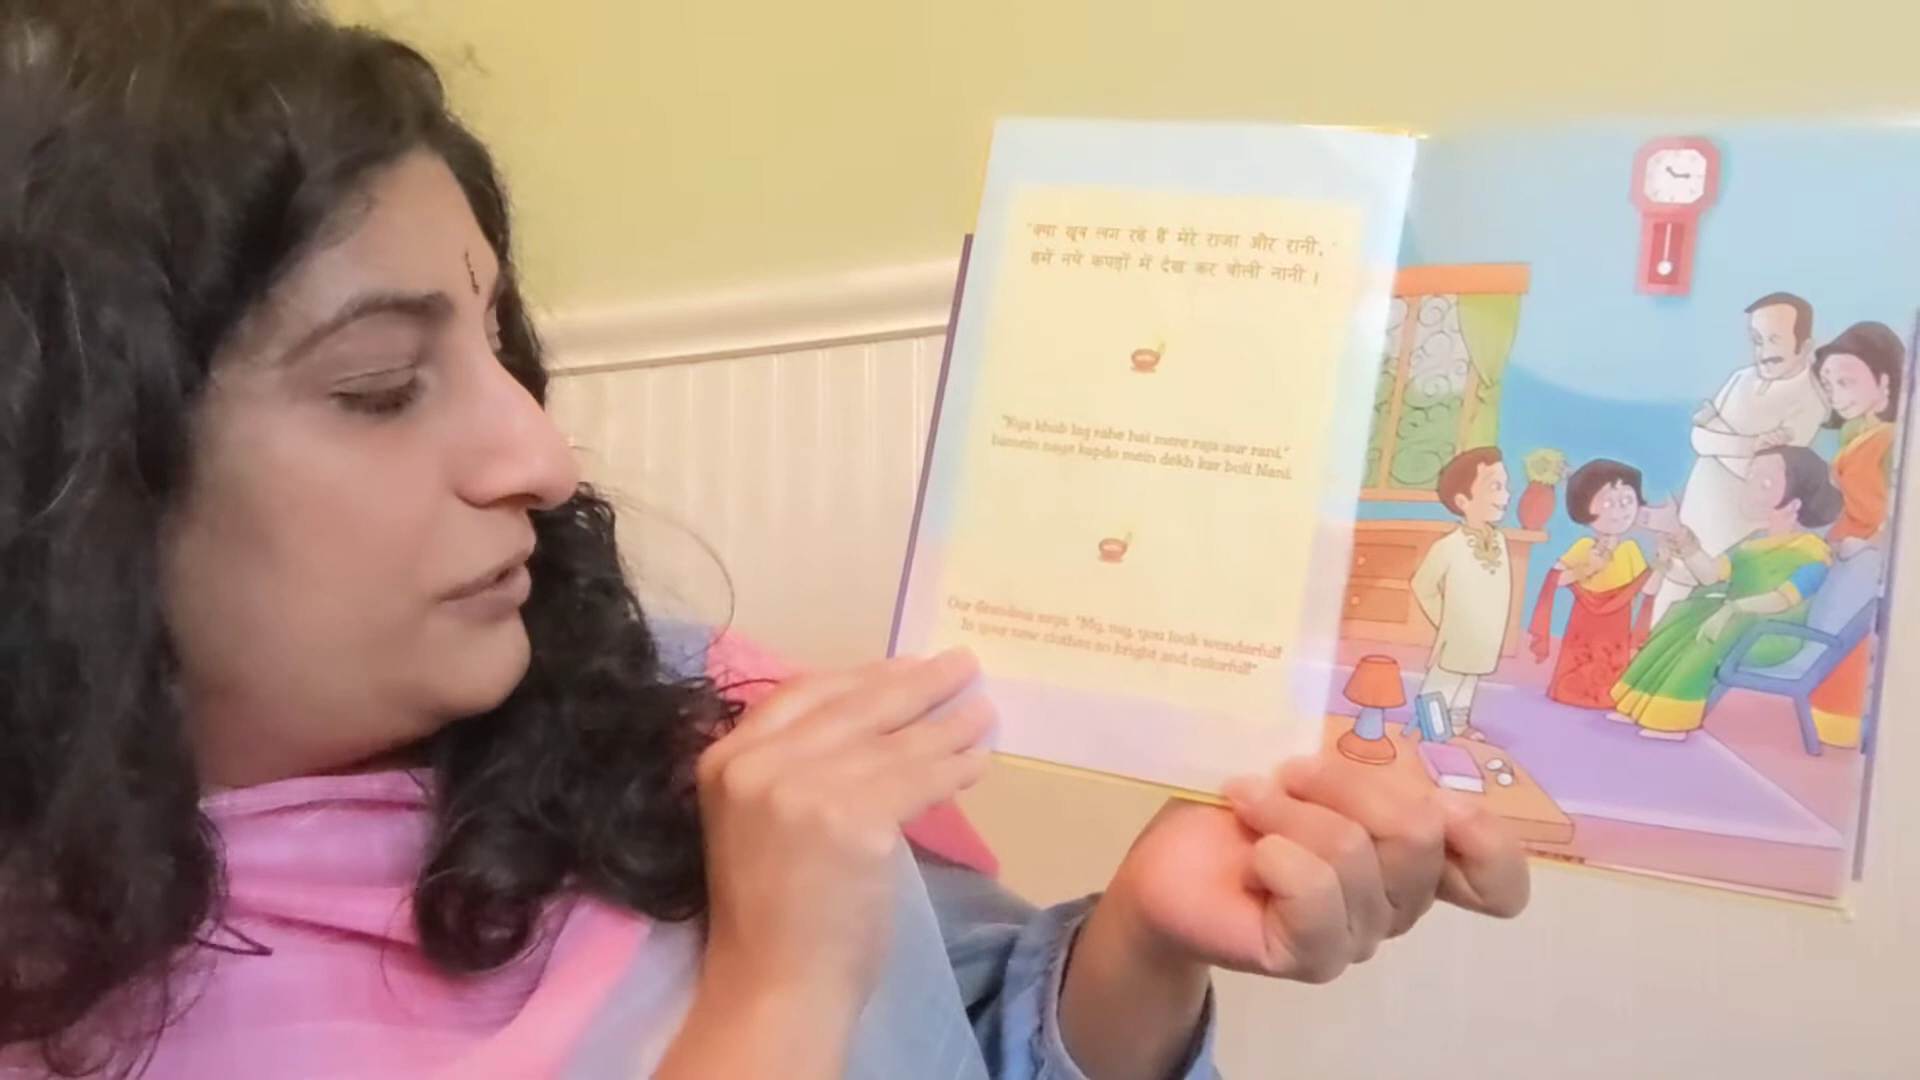 "क्या खूब लग रहे हैं मेरे राजा और रानी,"
हमें नये कपड़ों में देख कर बोली नानी।
"Kya khub lag rahe hai mere raja aur rani,"
hamein naye kapdo mein dekh kar boli Nani.
Our Grandma says, "My, my, you look wonderful!
In your new clothes so bright and colorful!"